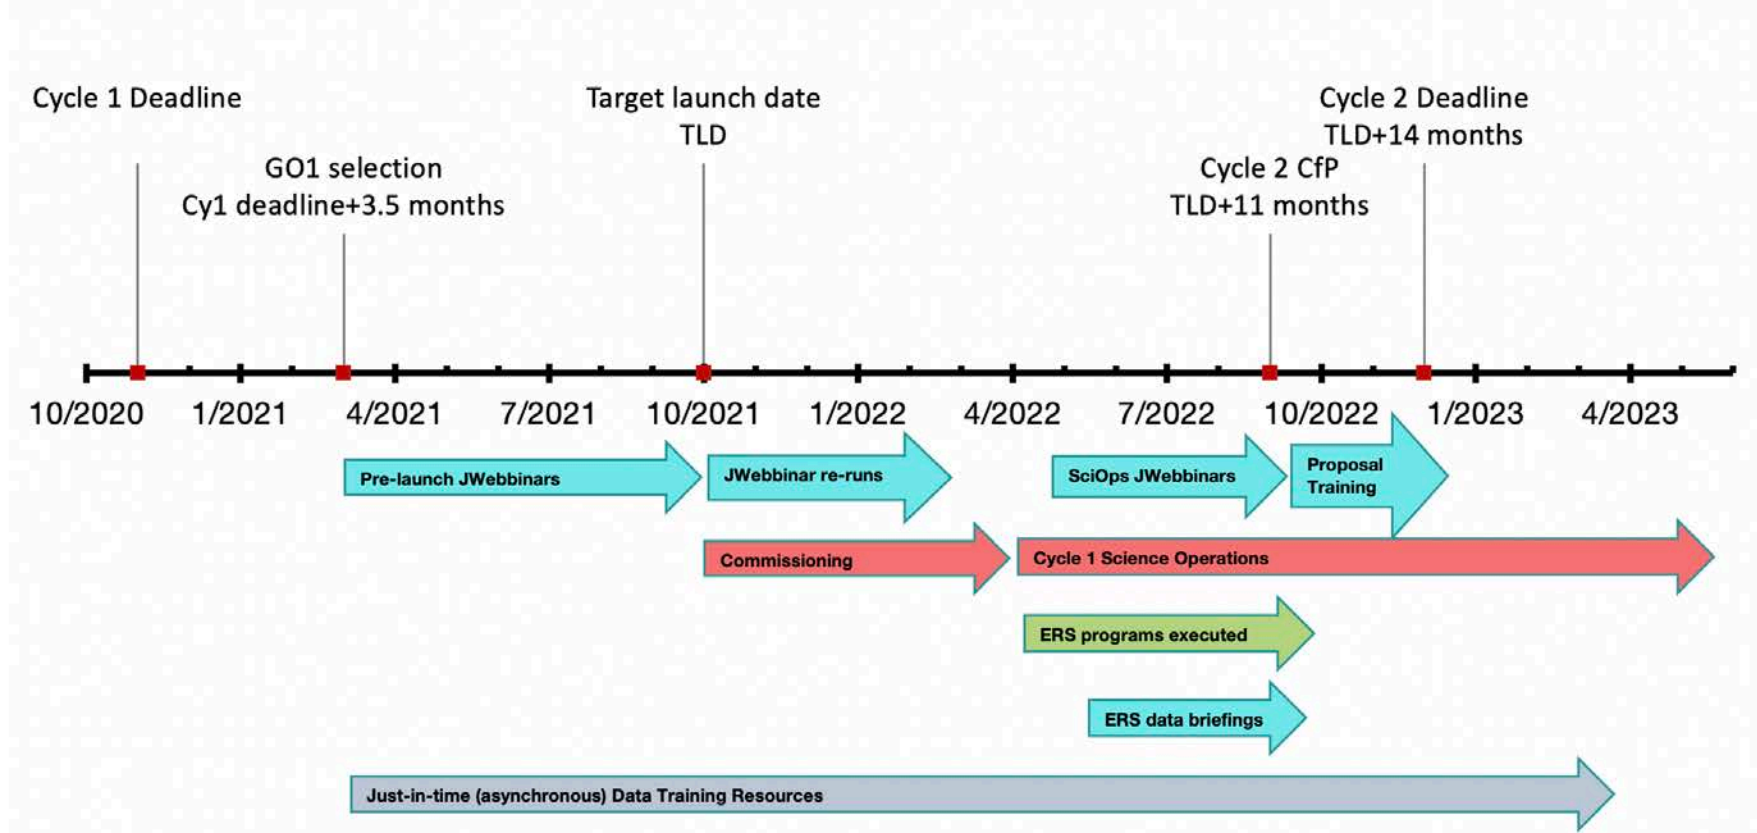 Cycle 1 Deadline
Target launch date
TLD
Cycle 2 Deadline
TLD+14 months
GO1 selection
Cy1 deadline+3.5 months
Cycle 2 CfP
TLD+11 months
10/2020 1/2021 4/2021 7/2021 10/2021 1/2022 4/2022 7/2022 10/2022 1/2023 4/2023
Pre-launch JWebbinars
JWebbinar re-runs
SciOps JWebbinars
Proposal
Training
Commissioning
Cycle 1 Science Operations
ERS programs executed
ERS data briefings
Just-in-time (asynchronous) Data Training Resources